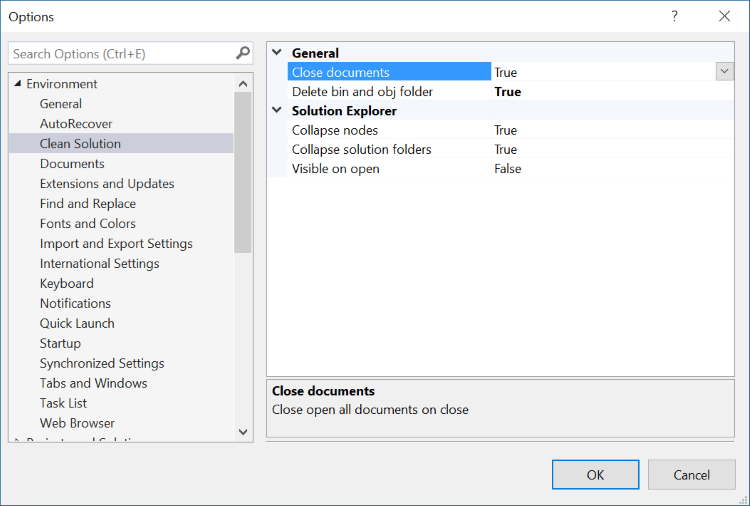 Options
?
Search Options (Ctrl+E)
Environment
General
AutoRecover
Clean Solution
Documents
Extensions and Updates
Find and Replace
Fonts and Colors
Import and Export Settings
International Settings
Keyboard
Notifications
Quick Launch
Startup
Synchronized Settings
Tabs and Windows
Task List
Web Browser
General
Close documents True
Delete bin and obj folder True
Solution Explorer
Collapse nodes True
Collapse solution folders True
Visible on open False
Close documents
Close open all documents on close
OK
Cancel